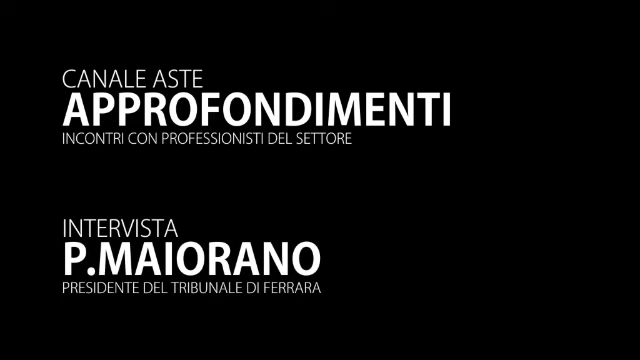 CANALE ASTE
APPROFONDIMENTI
INCONTRI CON PROFESSIONISTI DEL SETTORE
INTERVISTA
P.MAIORANO
PRESIDENTE DEL TRIBUNALE DI FERRARA